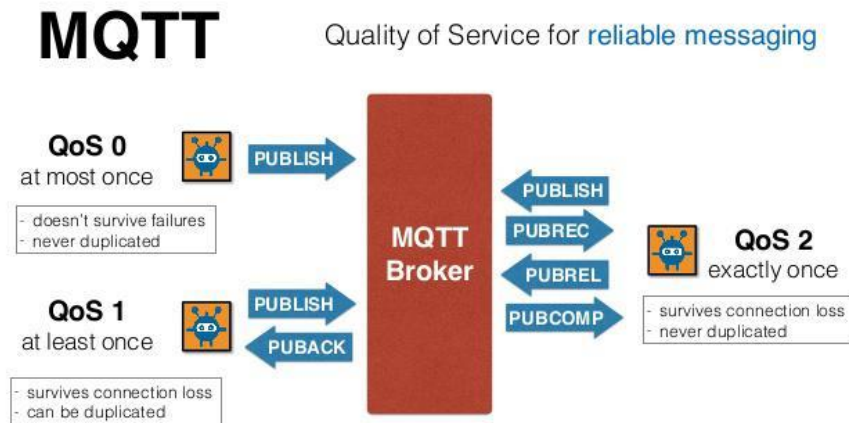 MQTT
Quality of Service for reliable messaging
QoS 0
at most once
PUBLISH
- doesn't survive failures
- never duplicated
QoS 1
at least once
PUBLISH
PUBACK
- survives connection loss
- can be duplicated
MQTT
Broker
PUBLISH
PUBREC
PUBREL
PUBCOMP
QoS 2
exactly once
- survives connection loss
- never duplicated